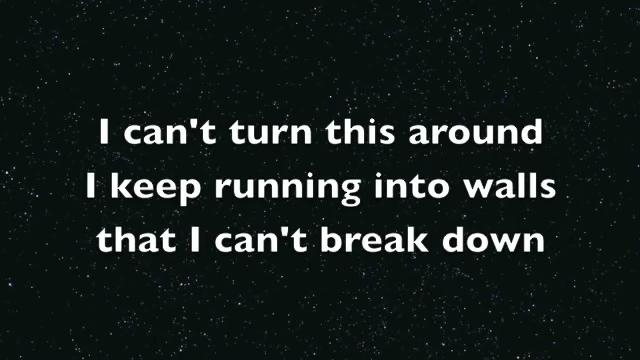 I can't turn this around
I keep running into walls
that I can't break down